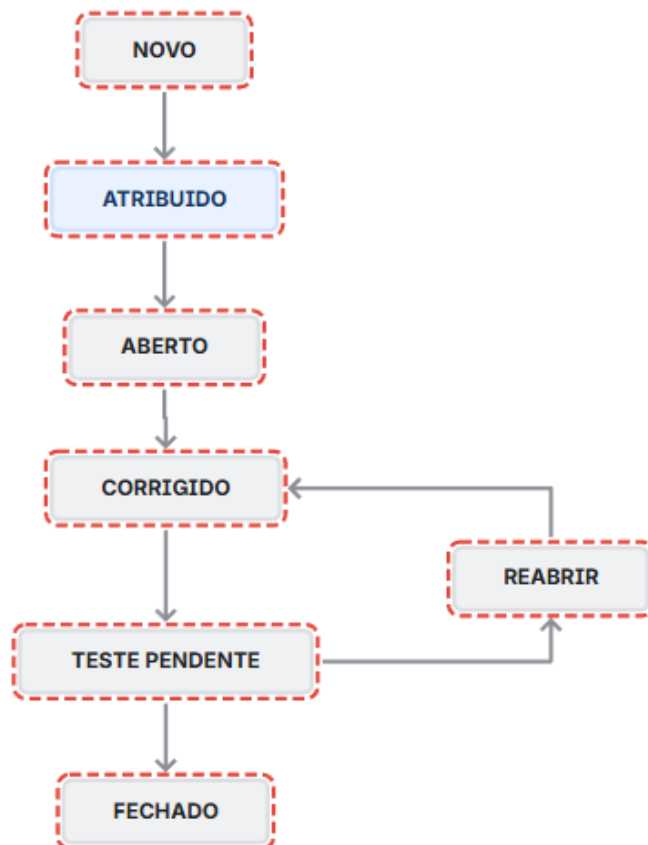 NOVO
ATRIBUIDO
ABERTO
CORRIGIDO
REABRIR
TESTE PENDENTE
FECHADO